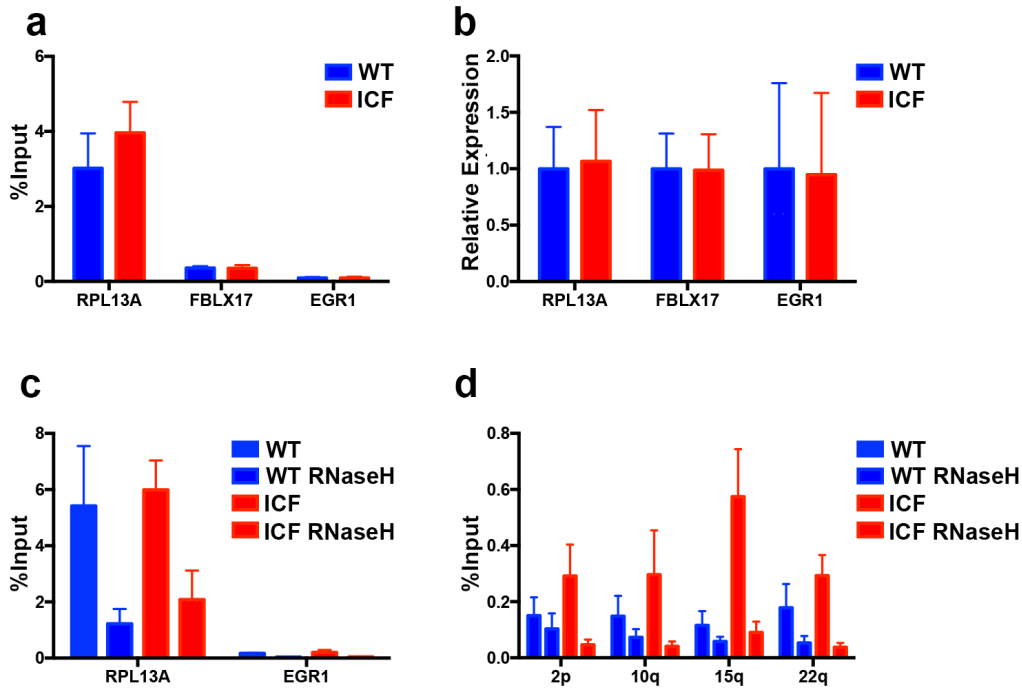 a
%Input
6
4
2
0
WT
ICF
RPL13A
FBLX17
EGR1
b
Relative Expression
2.0
1.5
1.0
0.5
0.0
WT
ICF
RPL13A
FBLX17
EGR1
c
%Input
8
6
4
2
0
WT
WT RNaseH
ICF
ICF RNaseH
RPL13A
EGR1
d
%Input
0.8
0.6
0.4
0.2
0.0
WT
WT RNaseH
ICF
ICF RNaseH
2p
10q
15q
22q